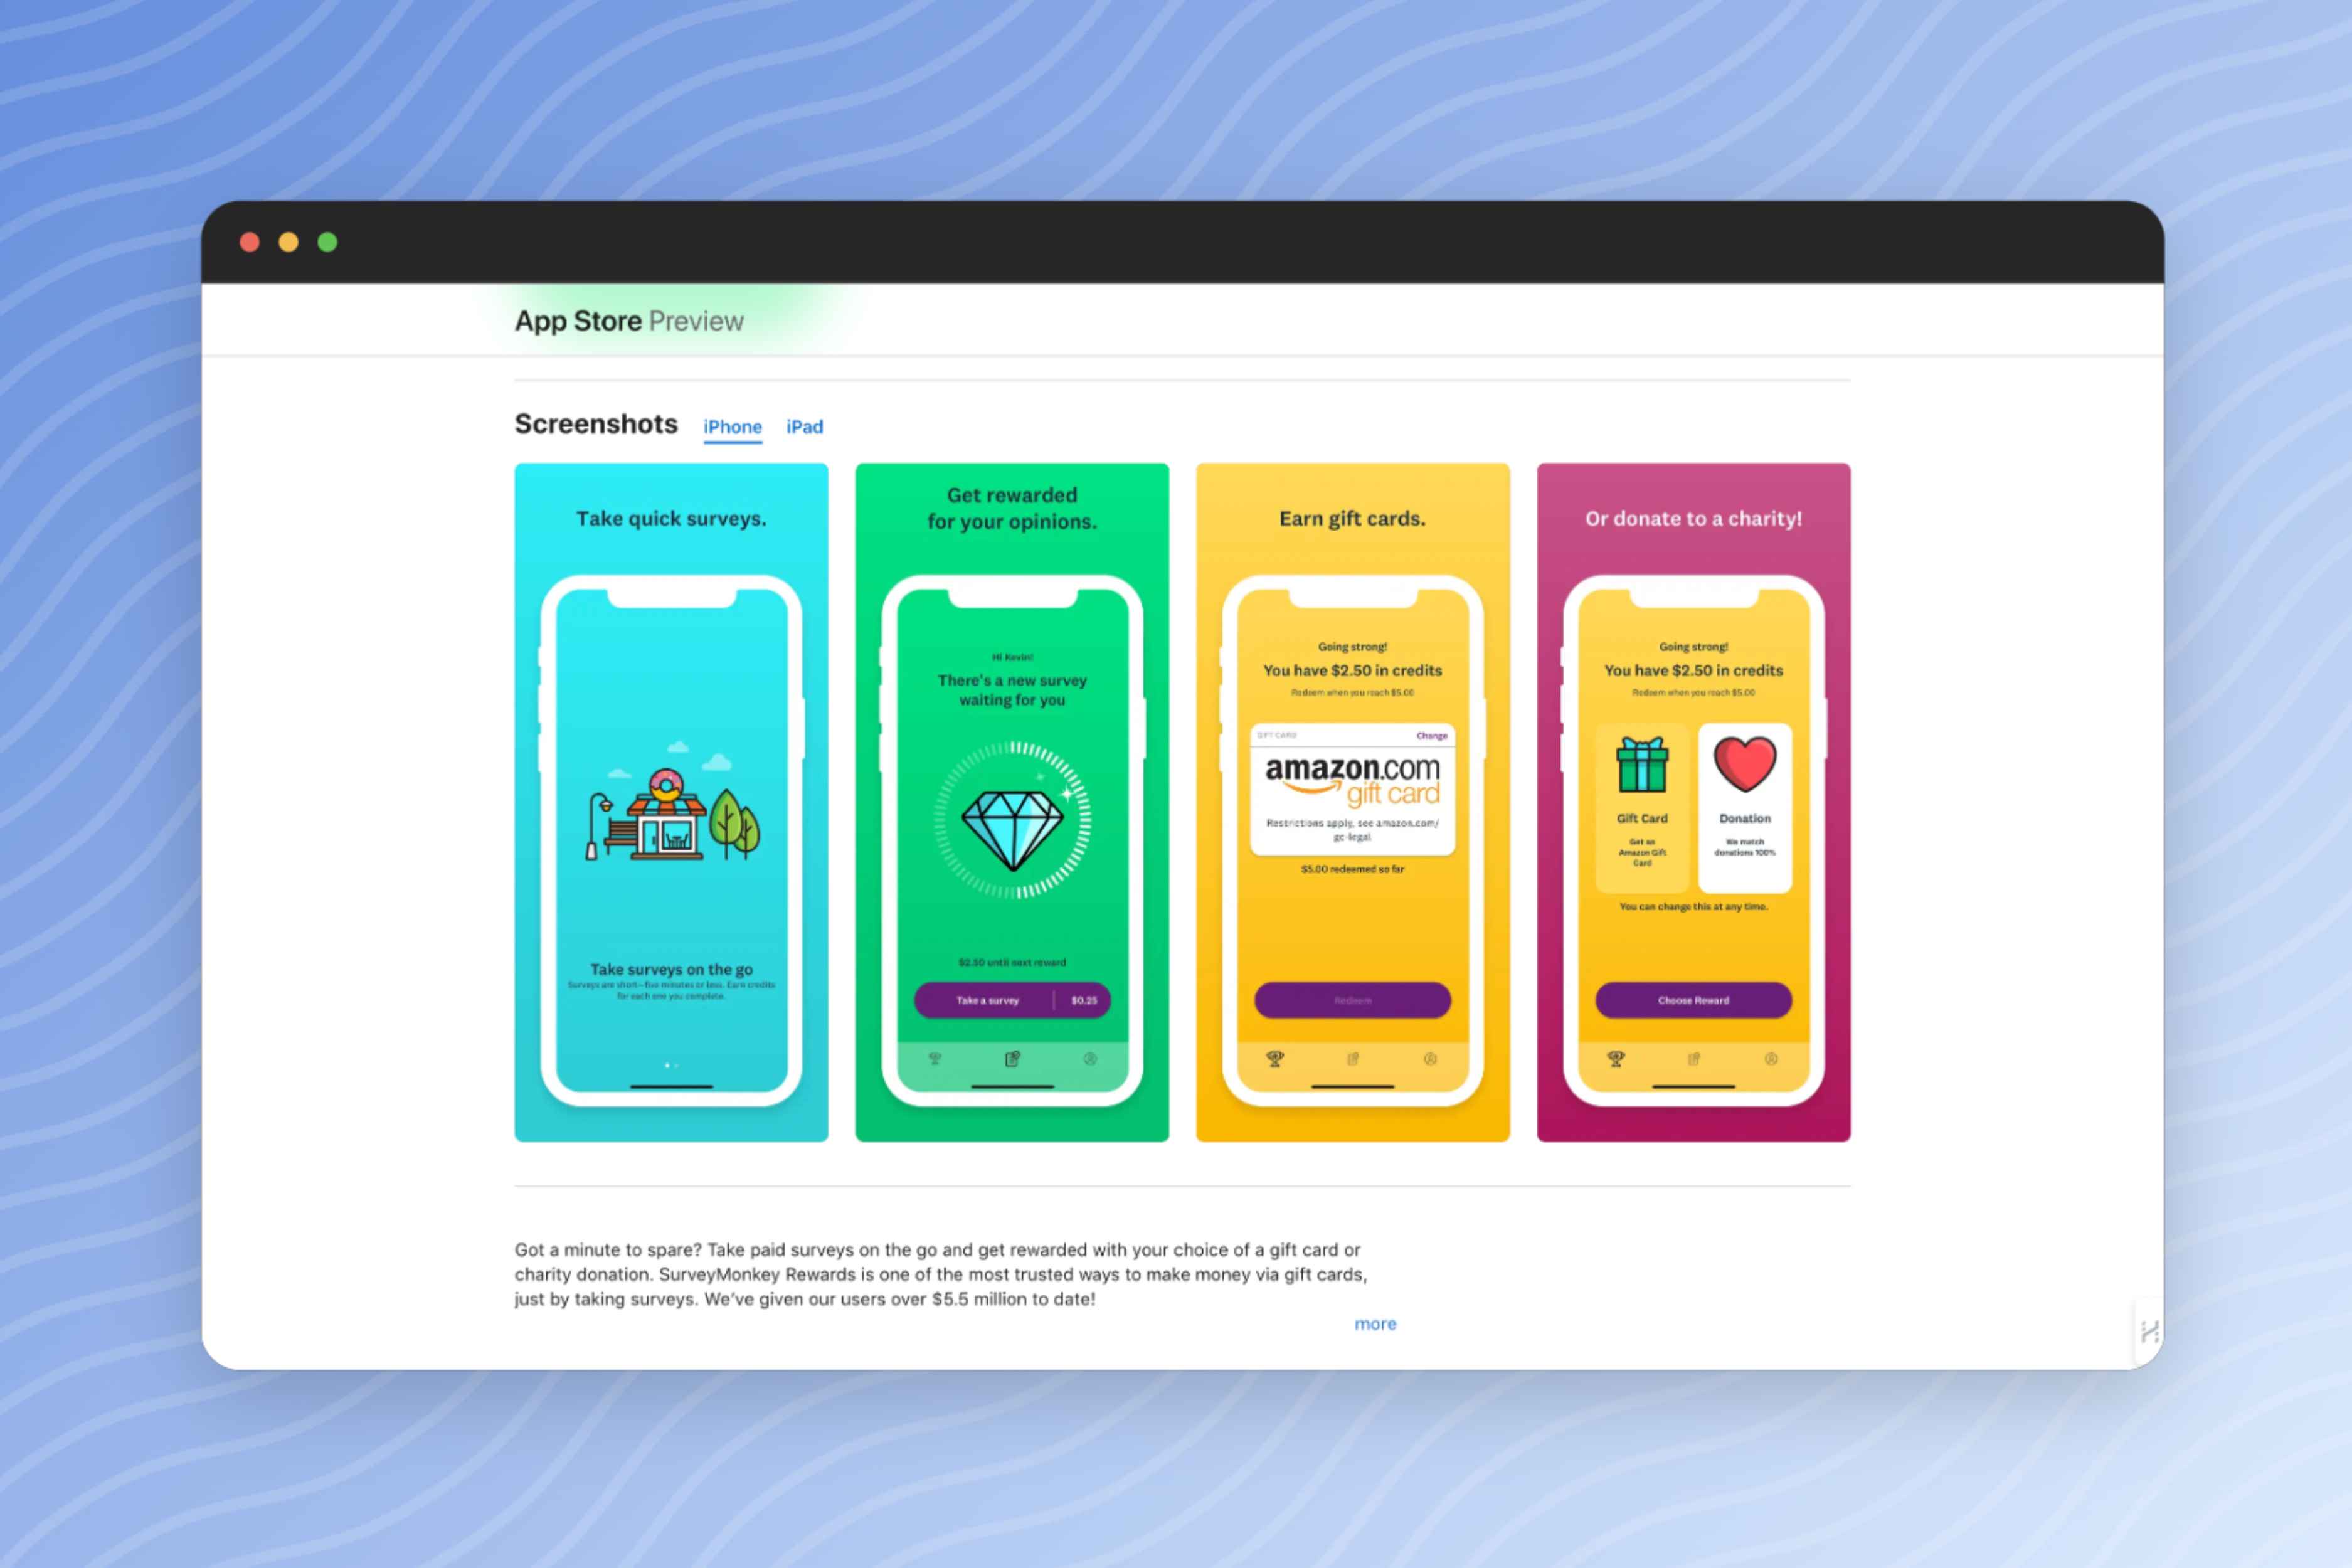 App Store Preview
Screenshots iPhone iPad
Take quick surveys.
Take surveys on the go
Surveys are short—five minutes or less. Earn credits
for each one you complete.
Get rewarded
for your opinions.
Hi Kevin!
There's a new survey
waiting for you
$2.50 until next reward
Take a survey $0.25
Earn gift cards.
Going strong!
You have $2.50 in credits
Redeem when you reach $5.00
GIFT CARD Change
amazon.com
gift card
Restrictions apply, see amazon.com/
gc-legal
$5.00 redeemed so far
Redeem
Or donate to a charity!
Going strong!
You have $2.50 in credits
Redeem when you reach $5.00
Gift Card
Get an
Amazon Gift
Card
Donation
We match
donations 100%
You can change this at any time.
Choose Reward
Got a minute to spare? Take paid surveys on the go and get rewarded with your choice of a gift card or
charity donation. SurveyMonkey Rewards is one of the most trusted ways to make money via gift cards,
just by taking surveys. We've given our users over $5.5 million to date!
more